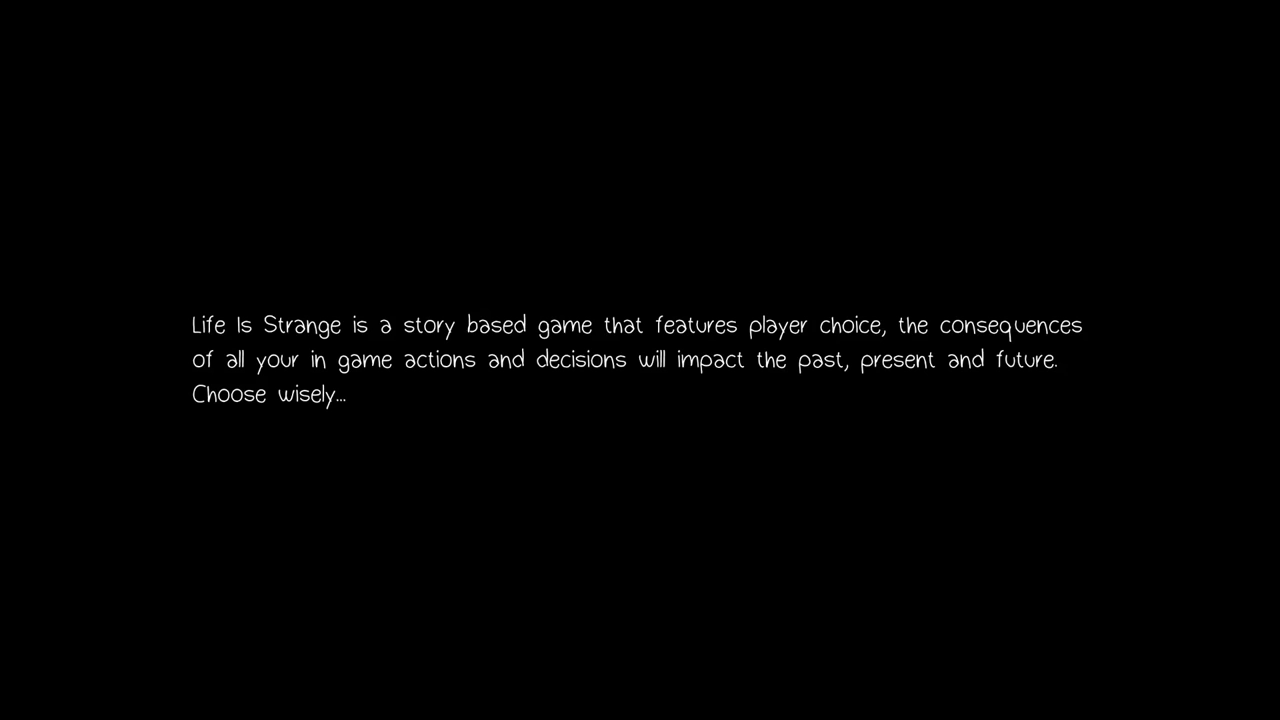 Life Is Strange is a story based game that features player choice, the consequences
of all your in game actions and decisions will impact the past, present and future.
Choose wisely...